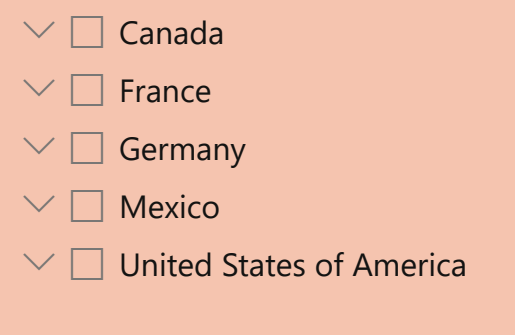 Canada
France
Germany
Mexico
United States of America